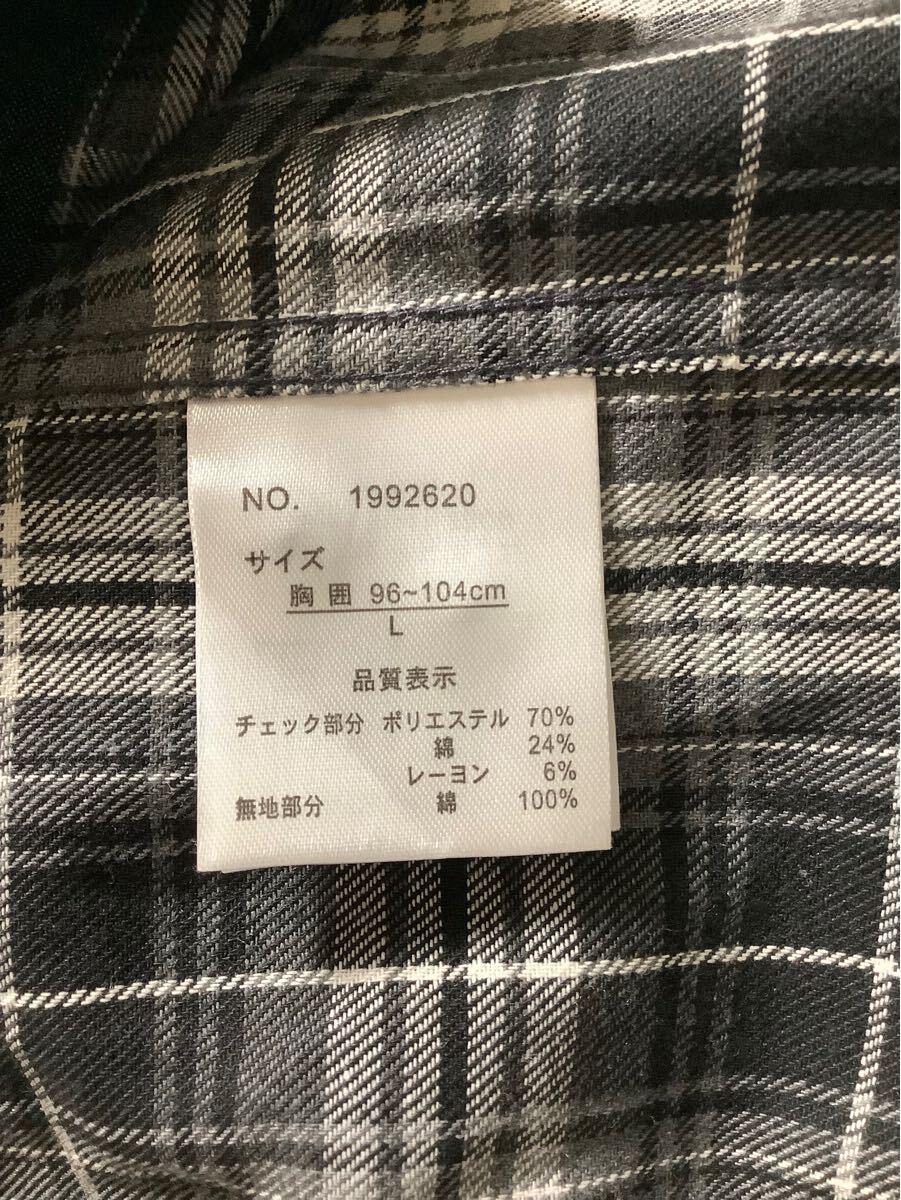 NO. 1992620
サイズ
胸囲 96~104cm
L
品質表示
チェック部分 ポリエステル 70%
綿 24%
レーヨン 6%
無地部分 綿 100%